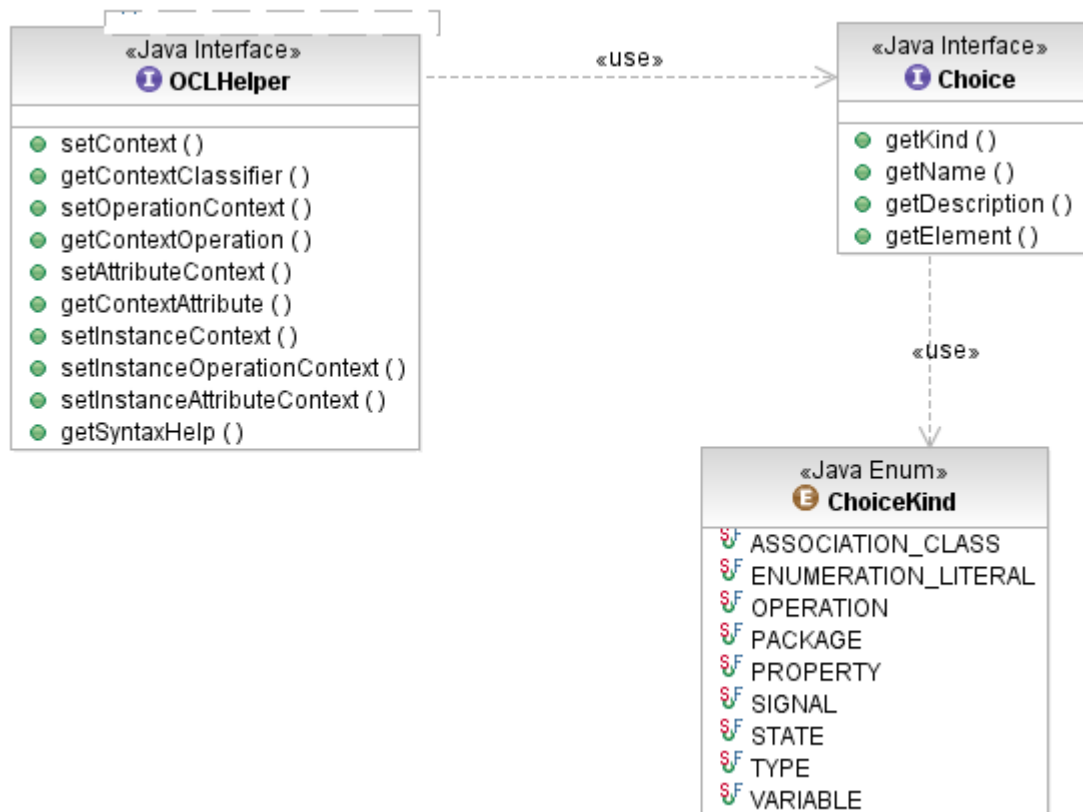 «Java Interface»
OCLHelper
setContext ( )
getContextClassifier ( )
setOperationContext ( )
getContextOperation ( )
setAttributeContext ( )
getContextAttribute ( )
setInstanceContext ( )
setInstanceOperationContext ( )
setInstanceAttributeContext ( )
getSyntaxHelp ( )
«use»
«Java Interface»
Choice
getKind ( )
getName ( )
getDescription ( )
getElement ( )
«use»
«Java Enum»
ChoiceKind
ASSOCIATION_CLASS
ENUMERATION_LITERAL
OPERATION
PACKAGE
PROPERTY
SIGNAL
STATE
TYPE
VARIABLE